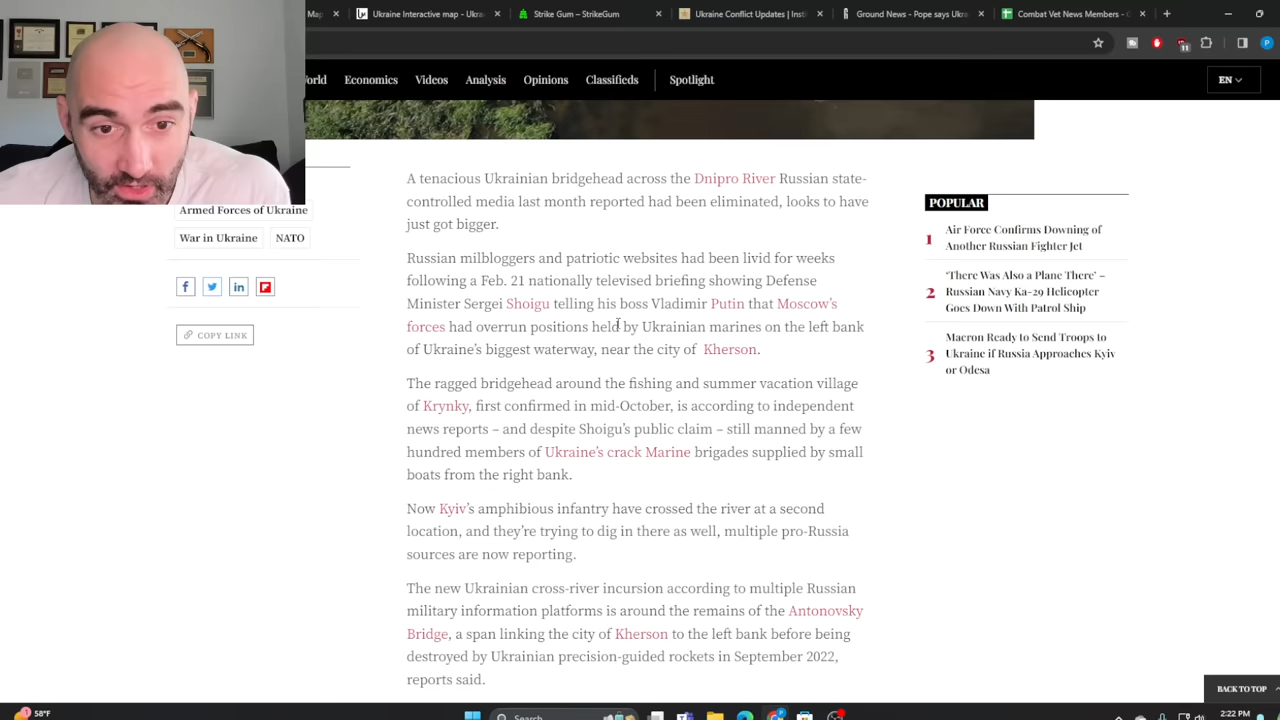 Map
Ukraine Interactive map - Ukra
Strike Gum – StrikeGum
Ukraine Conflict Updates | Inst
Ground News - Pope says Ukra
Combat Vet News Members -
11
P
World Economics Videos Analysis Opinions Classifieds Spotlight EN
Armed Forces of Ukraine
War in Ukraine NATO
COPY LINK
A tenacious Ukrainian bridgehead across the Dnipro River Russian state-
controlled media last month reported had been eliminated, looks to have
just got bigger.
Russian milbloggers and patriotic websites had been livid for weeks
following a Feb. 21 nationally televised briefing showing Defense
Minister Sergei Shoigu telling his boss Vladimir Putin that Moscow's
forces had overrun positions held by Ukrainian marines on the left bank
of Ukraine's biggest waterway, near the city of Kherson.
The ragged bridgehead around the fishing and summer vacation village
of Krynky, first confirmed in mid-October, is according to independent
news reports – and despite Shoigu's public claim – still manned by a few
hundred members of Ukraine's crack Marine brigades supplied by small
boats from the right bank.
Now Kyiv's amphibious infantry have crossed the river at a second
location, and they're trying to dig in there as well, multiple pro-Russia
sources are now reporting.
The new Ukrainian cross-river incursion according to multiple Russian
military information platforms is around the remains of the Antonovsky
Bridge, a span linking the city of Kherson to the left bank before being
destroyed by Ukrainian precision-guided rockets in September 2022,
reports said.
POPULAR
1 Air Force Confirms Downing of
Another Russian Fighter Jet
2 'There Was Also a Plane There' –
Russian Navy Ka-29 Helicopter
Goes Down With Patrol Ship
3 Macron Ready to Send Troops to
Ukraine if Russia Approaches Kyiv
or Odesa
BACK TO TOP
58°F
Search
2:22 PM